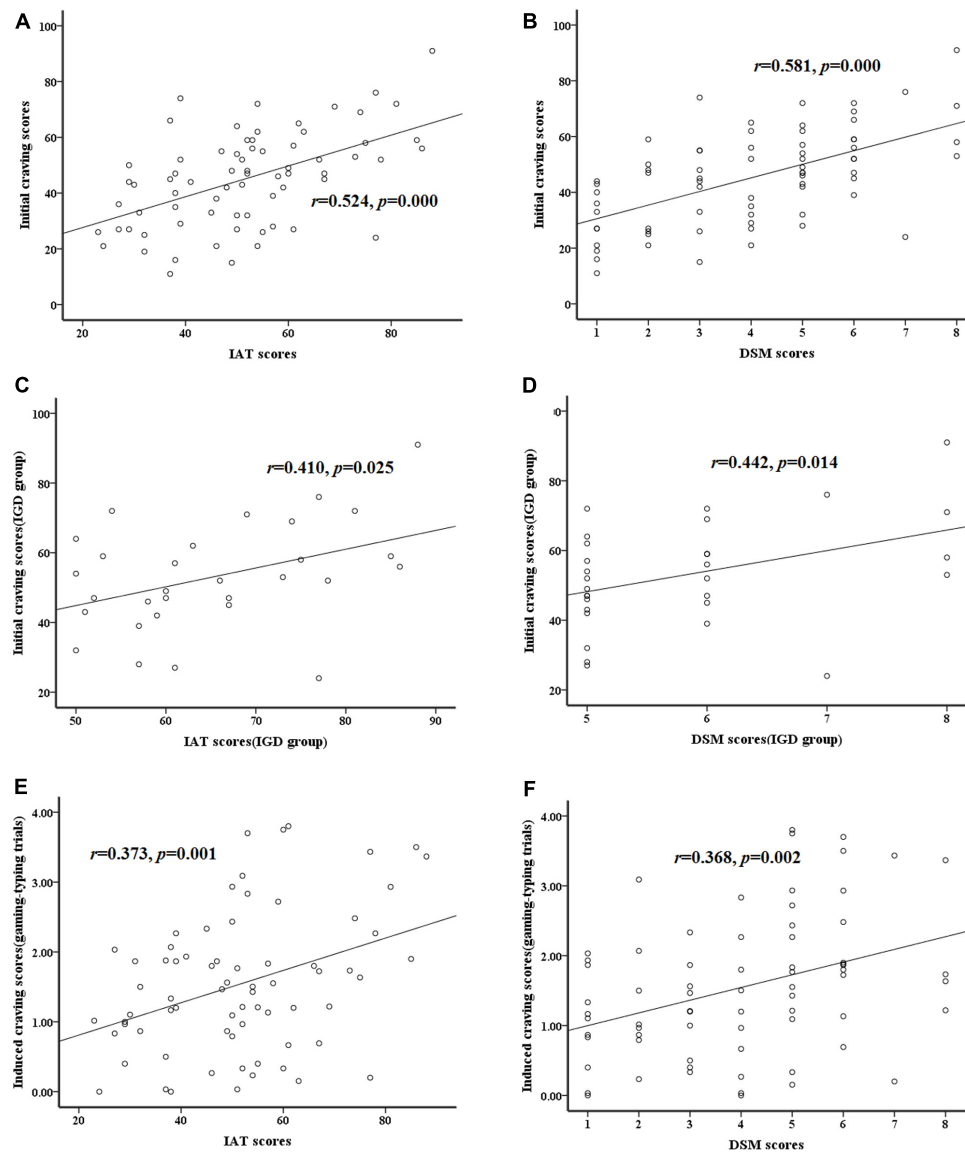 A
100
80
60
40
20
0
Initial craving scores
r=0.524, p=0.000
20 40 60 80
IAT scores
B
100
80
60
40
20
0
Initial craving scores
r=0.581, p=0.000
1 2 3 4 5 6 7 8
DSM scores
C
100
80
60
40
20
Initial craving scores(IGD group)
r=0.410, p=0.025
50 60 70 80 90
IAT scores(IGD group)
D
0
80
60
40
20
Initial craving scores(IGD group)
r=0.442, p=0.014
5 6 7 8
DSM scores(IGD group)
E
4.00
3.00
2.00
1.00
0.00
Induced craving scores(gaming-typing trials)
r=0.373, p=0.001
20 40 60 80
IAT scores
F
4.00
3.00
2.00
1.00
0.00
Induced craving scores(gaming-typing trials)
r=0.368, p=0.002
1 2 3 4 5 6 7 8
DSM scores